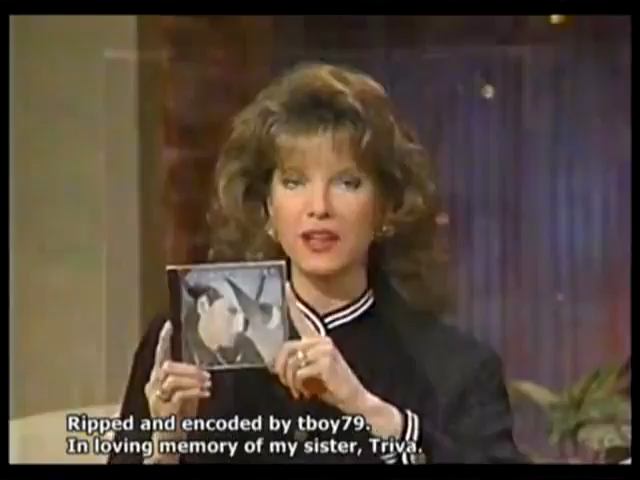 Ripped and encoded by tboy79.
In loving memory of my sister, Triva.